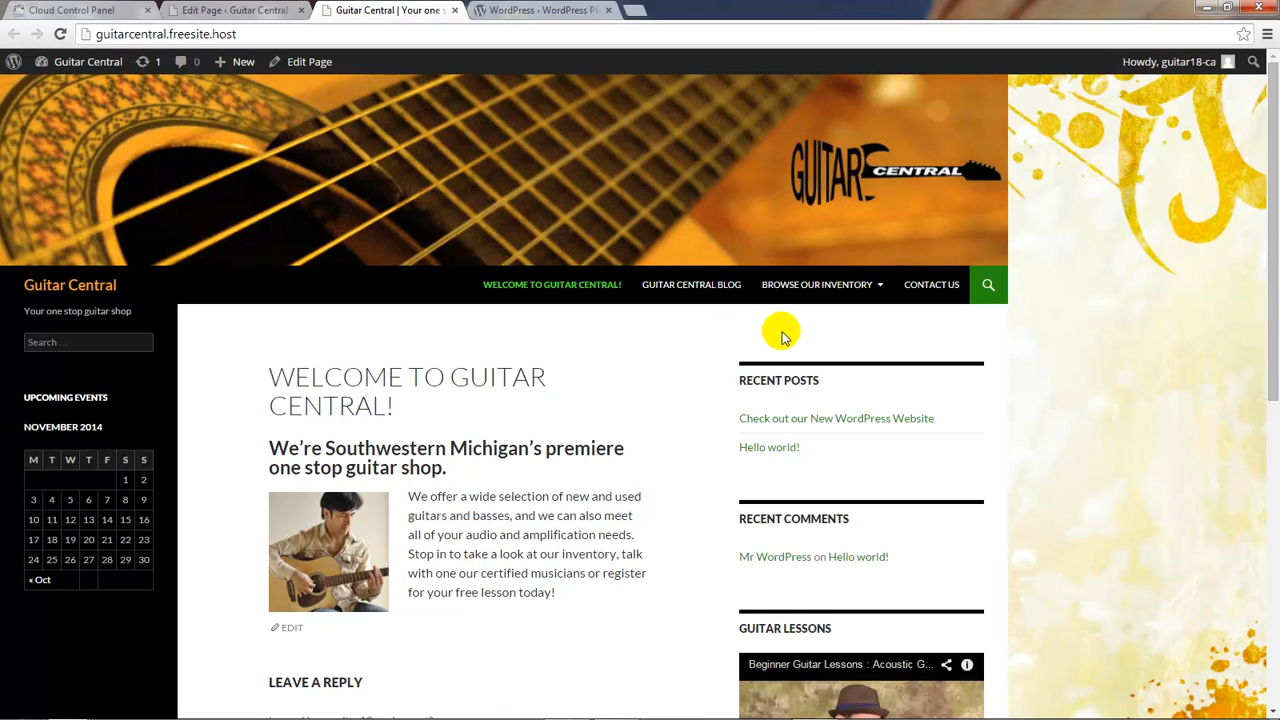 Cloud Control Panel
Edit Page ‹ Guitar Central
Guitar Central | Your one s
WordPress › WordPress Pl
guitarcentral.freesite.host
Guitar Central 1 0 New Edit Page
Howdy, guitar18-ca
GUITAR CENTRAL
Guitar Central
WELCOME TO GUITAR CENTRAL! GUITAR CENTRAL BLOG BROWSE OUR INVENTORY CONTACT US
Your one stop guitar shop
Search …
UPCOMING EVENTS
NOVEMBER 2014
M T W T F S S
1 2
3 4 5 6 7 8 9
10 11 12 13 14 15 16
17 18 19 20 21 22 23
24 25 26 27 28 29 30
« Oct
WELCOME TO GUITAR
CENTRAL!
We’re Southwestern Michigan’s premiere
one stop guitar shop.
We offer a wide selection of new and used
guitars and basses, and we can also meet
all of your audio and amplification needs.
Stop in to take a look at our inventory, talk
with one our certified musicians or register
for your free lesson today!
EDIT
LEAVE A REPLY
RECENT POSTS
Check out our New WordPress Website
Hello world!
RECENT COMMENTS
Mr WordPress on Hello world!
GUITAR LESSONS
Beginner Guitar Lessons : Acoustic G...